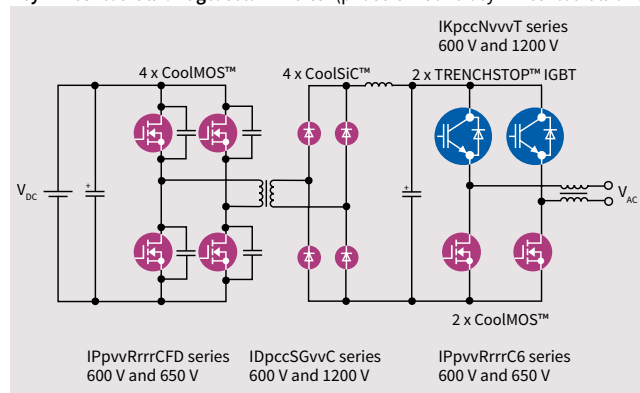 IKpccNvvvT series
600 V and 1200 V
4 x CoolMOS™
4 x CoolSiC™
2 x TRENCHSTOP™ IGBT
+
+
V DC
V AC
2 x CoolMOS™
IPpvvRrrrCFD series
600 V and 650 V
IDpccSGvvC series
600 V and 1200 V
IPpvvRrrrC6 series
600 V and 650 V